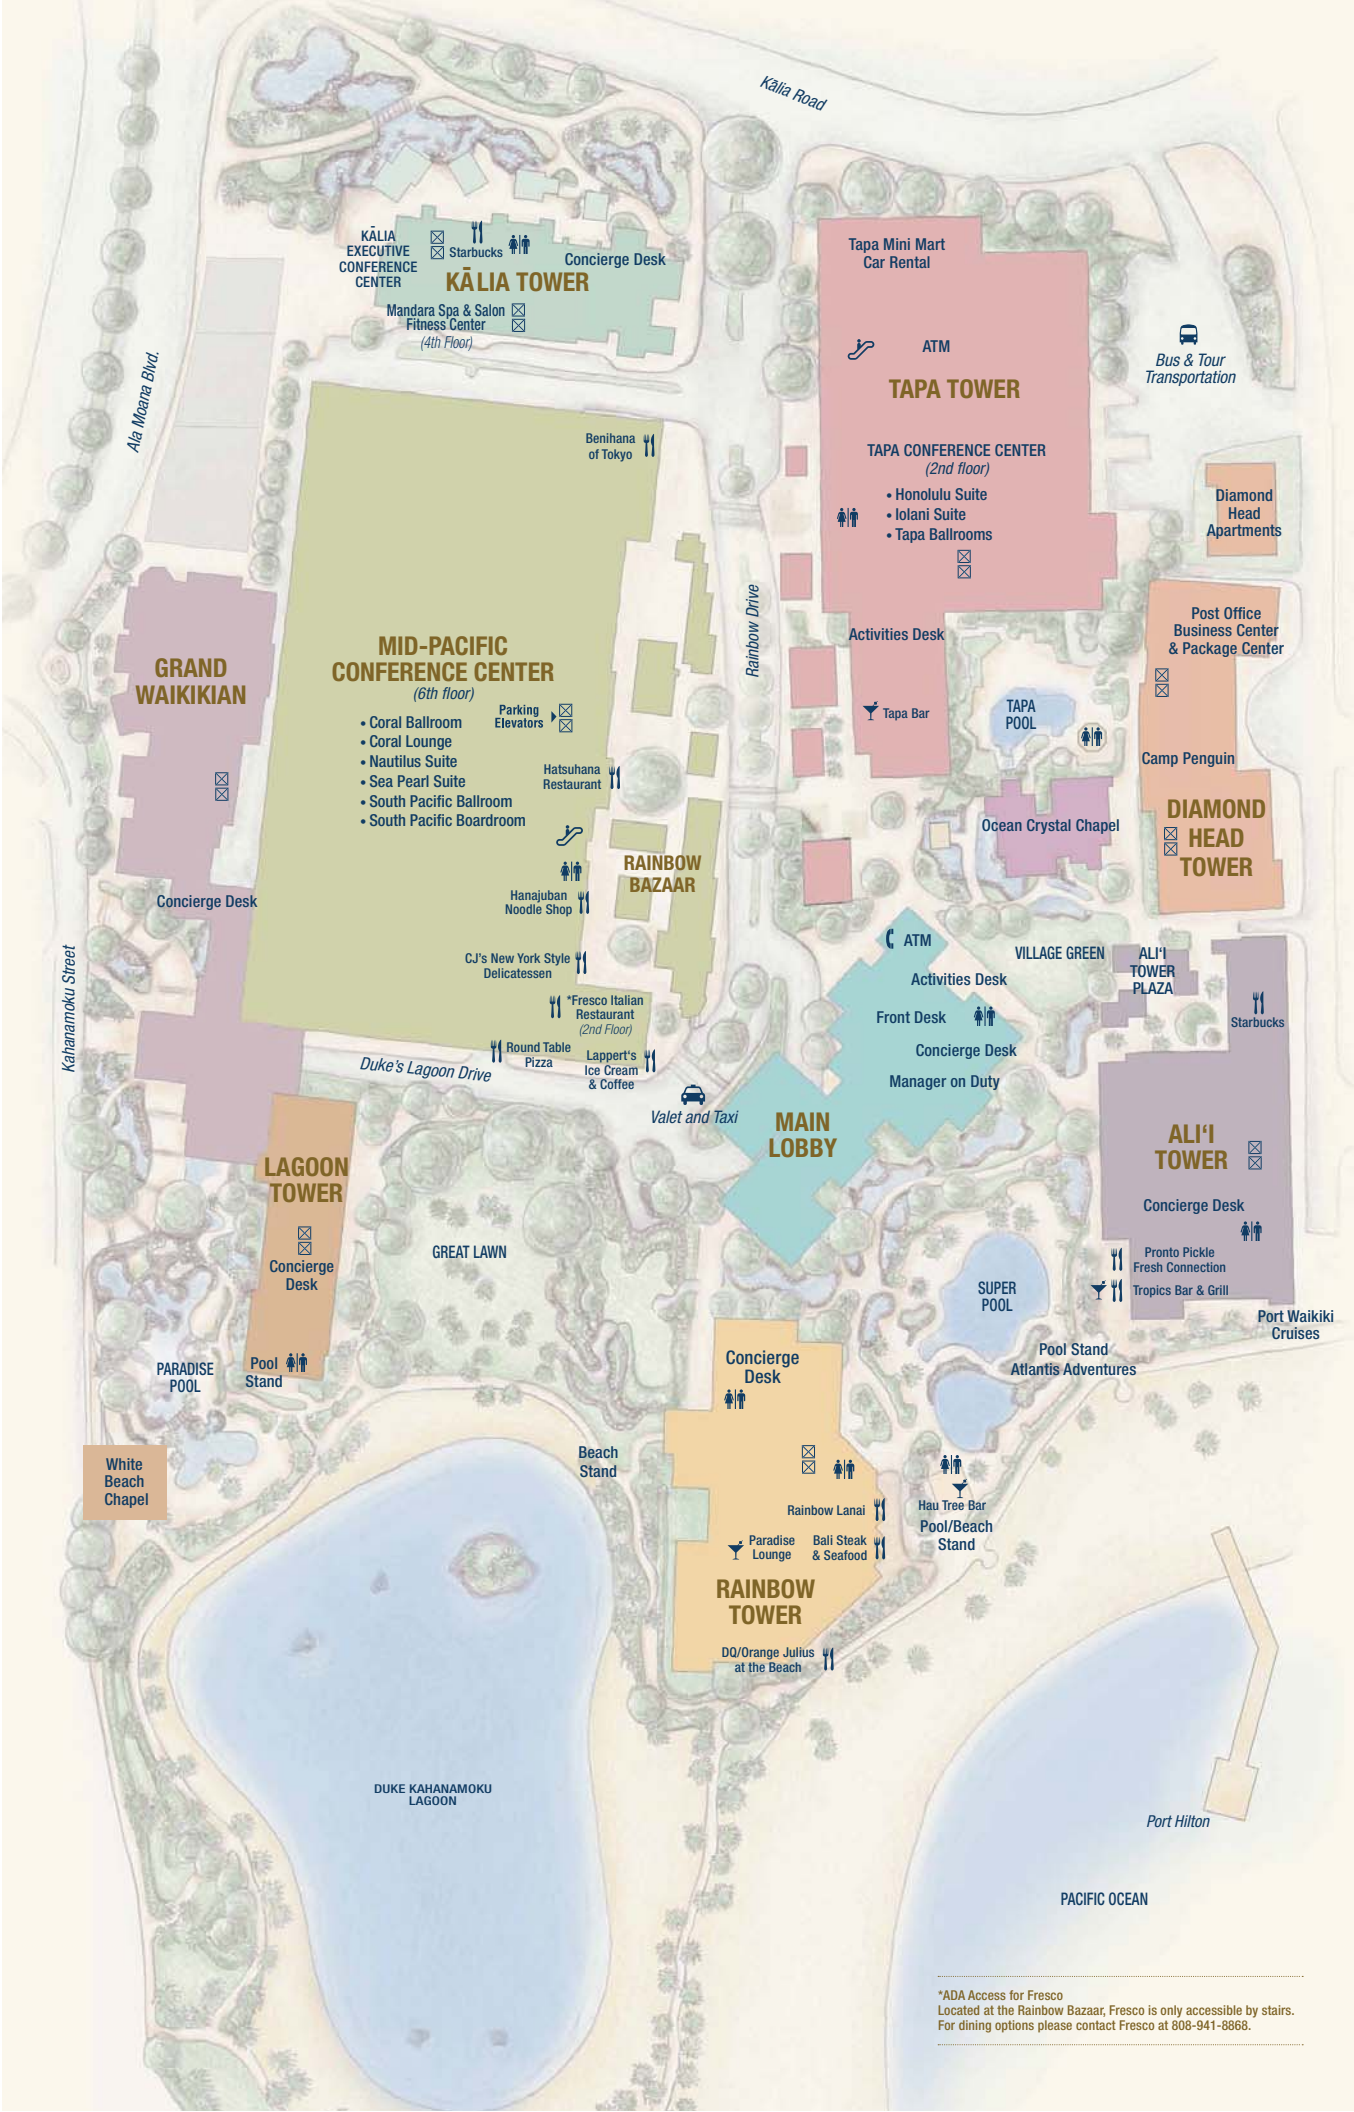 Kālia Road
KĀLIA
EXECUTIVE
CONFERENCE
CENTER
Starbucks
Concierge Desk
KĀLIA TOWER
Mandara Spa & Salon
Fitness Center
(4th Floor)
Tapa Mini Mart
Car Rental
ATM
TAPA TOWER
TAPA CONFERENCE CENTER
(2nd floor)
• Honolulu Suite
• Iolani Suite
• Tapa Ballrooms
Activities Desk
Tapa Bar
Bus & Tour
Transportation
Ala Moana Blvd.
Benihana
of Tokyo
Diamond
Head
Apartments
Rainbow Drive
Post Office
Business Center
& Package Center
Camp Penguin
DIAMOND
HEAD
TOWER
TAPA
POOL
Ocean Crystal Chapel
GRAND
WAIKIKIAN
Concierge Desk
MID-PACIFIC
CONFERENCE CENTER
(6th floor)
• Coral Ballroom
• Coral Lounge
• Nautilus Suite
• Sea Pearl Suite
• South Pacific Ballroom
• South Pacific Boardroom
Parking
Elevators
Hatsuhana
Restaurant
RAINBOW
BAZAAR
Hanajuban
Noodle Shop
CJ's New York Style
Delicatessen
*Fresco Italian
Restaurant
(2nd Floor)
Round Table
Pizza
Lappert's
Ice Cream
& Coffee
Kahanamoku Street
Duke's Lagoon Drive
Valet and Taxi
ATM
Activities Desk
Front Desk
Concierge Desk
Manager on Duty
MAIN
LOBBY
VILLAGE GREEN
ALI‘I
TOWER
PLAZA
Starbucks
ALI‘I
TOWER
Concierge Desk
Pronto Pickle
Fresh Connection
Tropics Bar & Grill
Port Waikiki
Cruises
LAGOON
TOWER
Concierge
Desk
Pool
Stand
GREAT LAWN
PARADISE
POOL
SUPER
POOL
Pool Stand
Atlantis Adventures
White
Beach
Chapel
Beach
Stand
Concierge
Desk
Rainbow Lanai
Paradise
Lounge
Bali Steak
& Seafood
RAINBOW
TOWER
DQ/Orange Julius
at the Beach
Hau Tree Bar
Pool/Beach
Stand
DUKE KAHANAMOKU
LAGOON
Port Hilton
PACIFIC OCEAN
*ADA Access for Fresco
Located at the Rainbow Bazaar, Fresco is only accessible by stairs.
For dining options please contact Fresco at 808-941-8868.